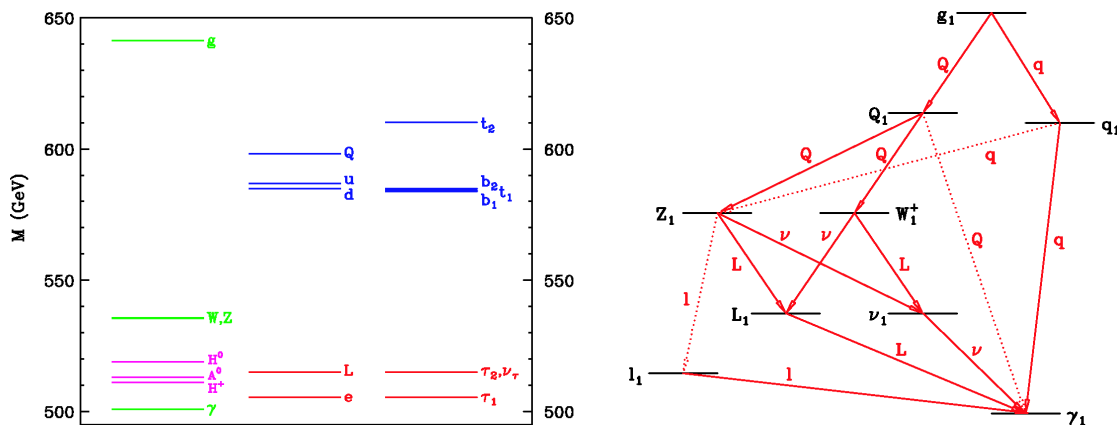 650
g
600
550
500
M (GeV)
t₂
Q
u
d
b₂ t₁
b₁
W,Z
H⁰
A⁰
H⁺
γ
L
e
τ₂,ν_τ
τ₁
650
600
550
500
g₁
Q
q
Q₁
q₁
Q
Q
q
Z₁
W₁⁺
ν
ν
Q
q
L
L
l
L₁
ν₁
L
ν
l₁
l
γ₁